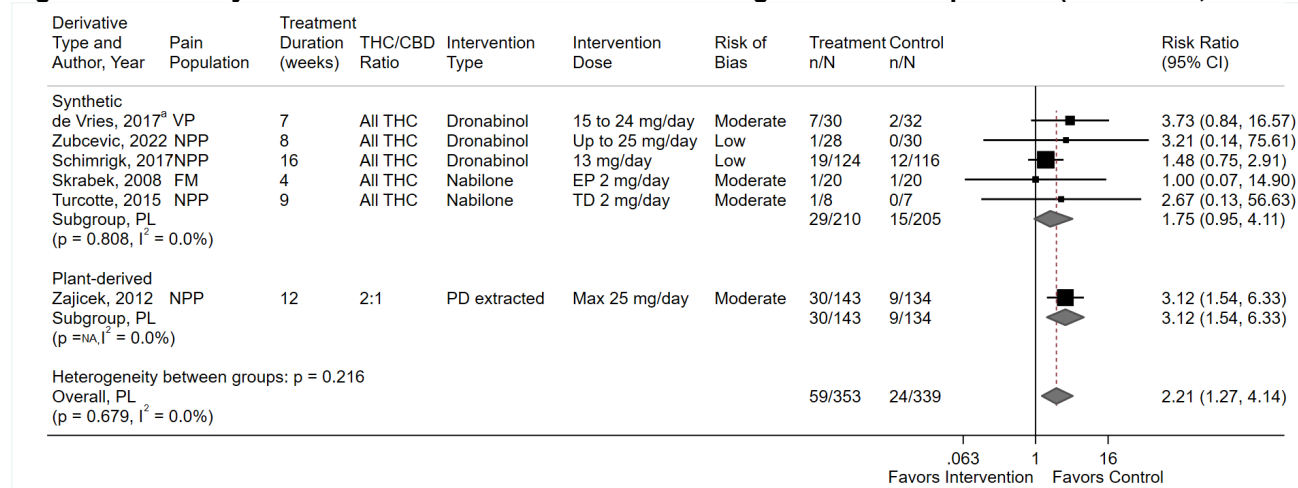 Derivative Treatment
Type and Pain Duration THC/CBD Intervention Intervention Risk of Treatment Control Risk Ratio
Author, Year Population (weeks) Ratio Type Dose Bias n/N n/N (95% CI)
Synthetic
de Vries, 2017a VP 7 All THC Dronabinol 15 to 24 mg/day Moderate 7/30 2/32 3.73 (0.84, 16.57)
Zubcevic, 2022 NPP 8 All THC Dronabinol Up to 25 mg/day Low 1/28 0/30 3.21 (0.14, 75.61)
Schimrigk, 2017NPP 16 All THC Dronabinol 13 mg/day Low 19/124 12/116 1.48 (0.75, 2.91)
Skrabek, 2008 FM 4 All THC Nabilone EP 2 mg/day Moderate 1/20 1/20 1.00 (0.07, 14.90)
Turcotte, 2015 NPP 9 All THC Nabilone TD 2 mg/day Moderate 1/8 0/7 2.67 (0.13, 56.63)
Subgroup, PL 29/210 15/205 1.75 (0.95, 4.11)
(p = 0.808, I2 = 0.0%)
Plant-derived
Zajicek, 2012 NPP 12 2:1 PD extracted Max 25 mg/day Moderate 30/143 9/134 3.12 (1.54, 6.33)
Subgroup, PL 30/143 9/134 3.12 (1.54, 6.33)
(p =NA,I2 = 0.0%)
Heterogeneity between groups: p = 0.216
Overall, PL 59/353 24/339 2.21 (1.27, 4.14)
(p = 0.679, I2 = 0.0%)
.063 1 16
Favors Intervention Favors Control